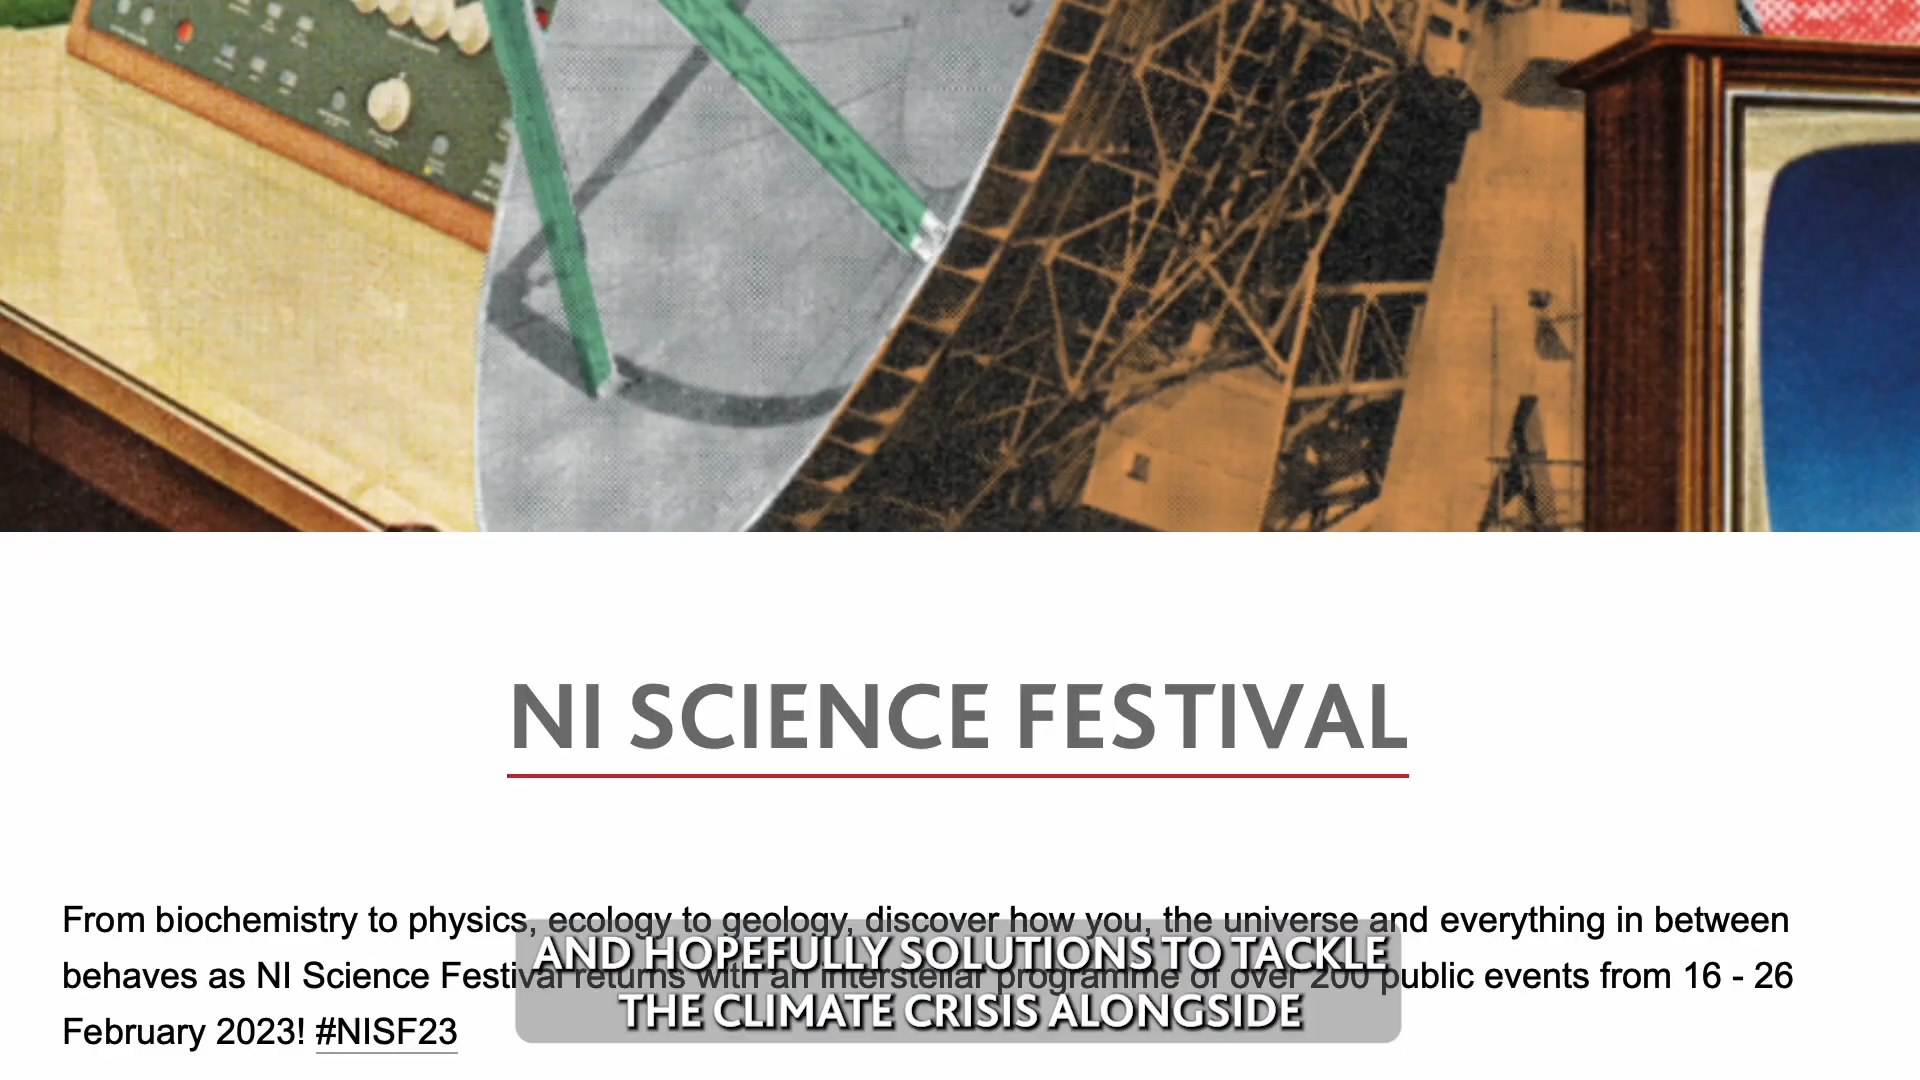 NI SCIENCE FESTIVAL
From biochemistry to physics, ecology to geology, discover how you, the universe and everything in between
behaves as NI Science Festival returns with an interstellar programme of over 200 public events from 16 - 26
February 2023! #NISF23
AND HOPEFULLY SOLUTIONS TO TACKLE
THE CLIMATE CRISIS ALONGSIDE